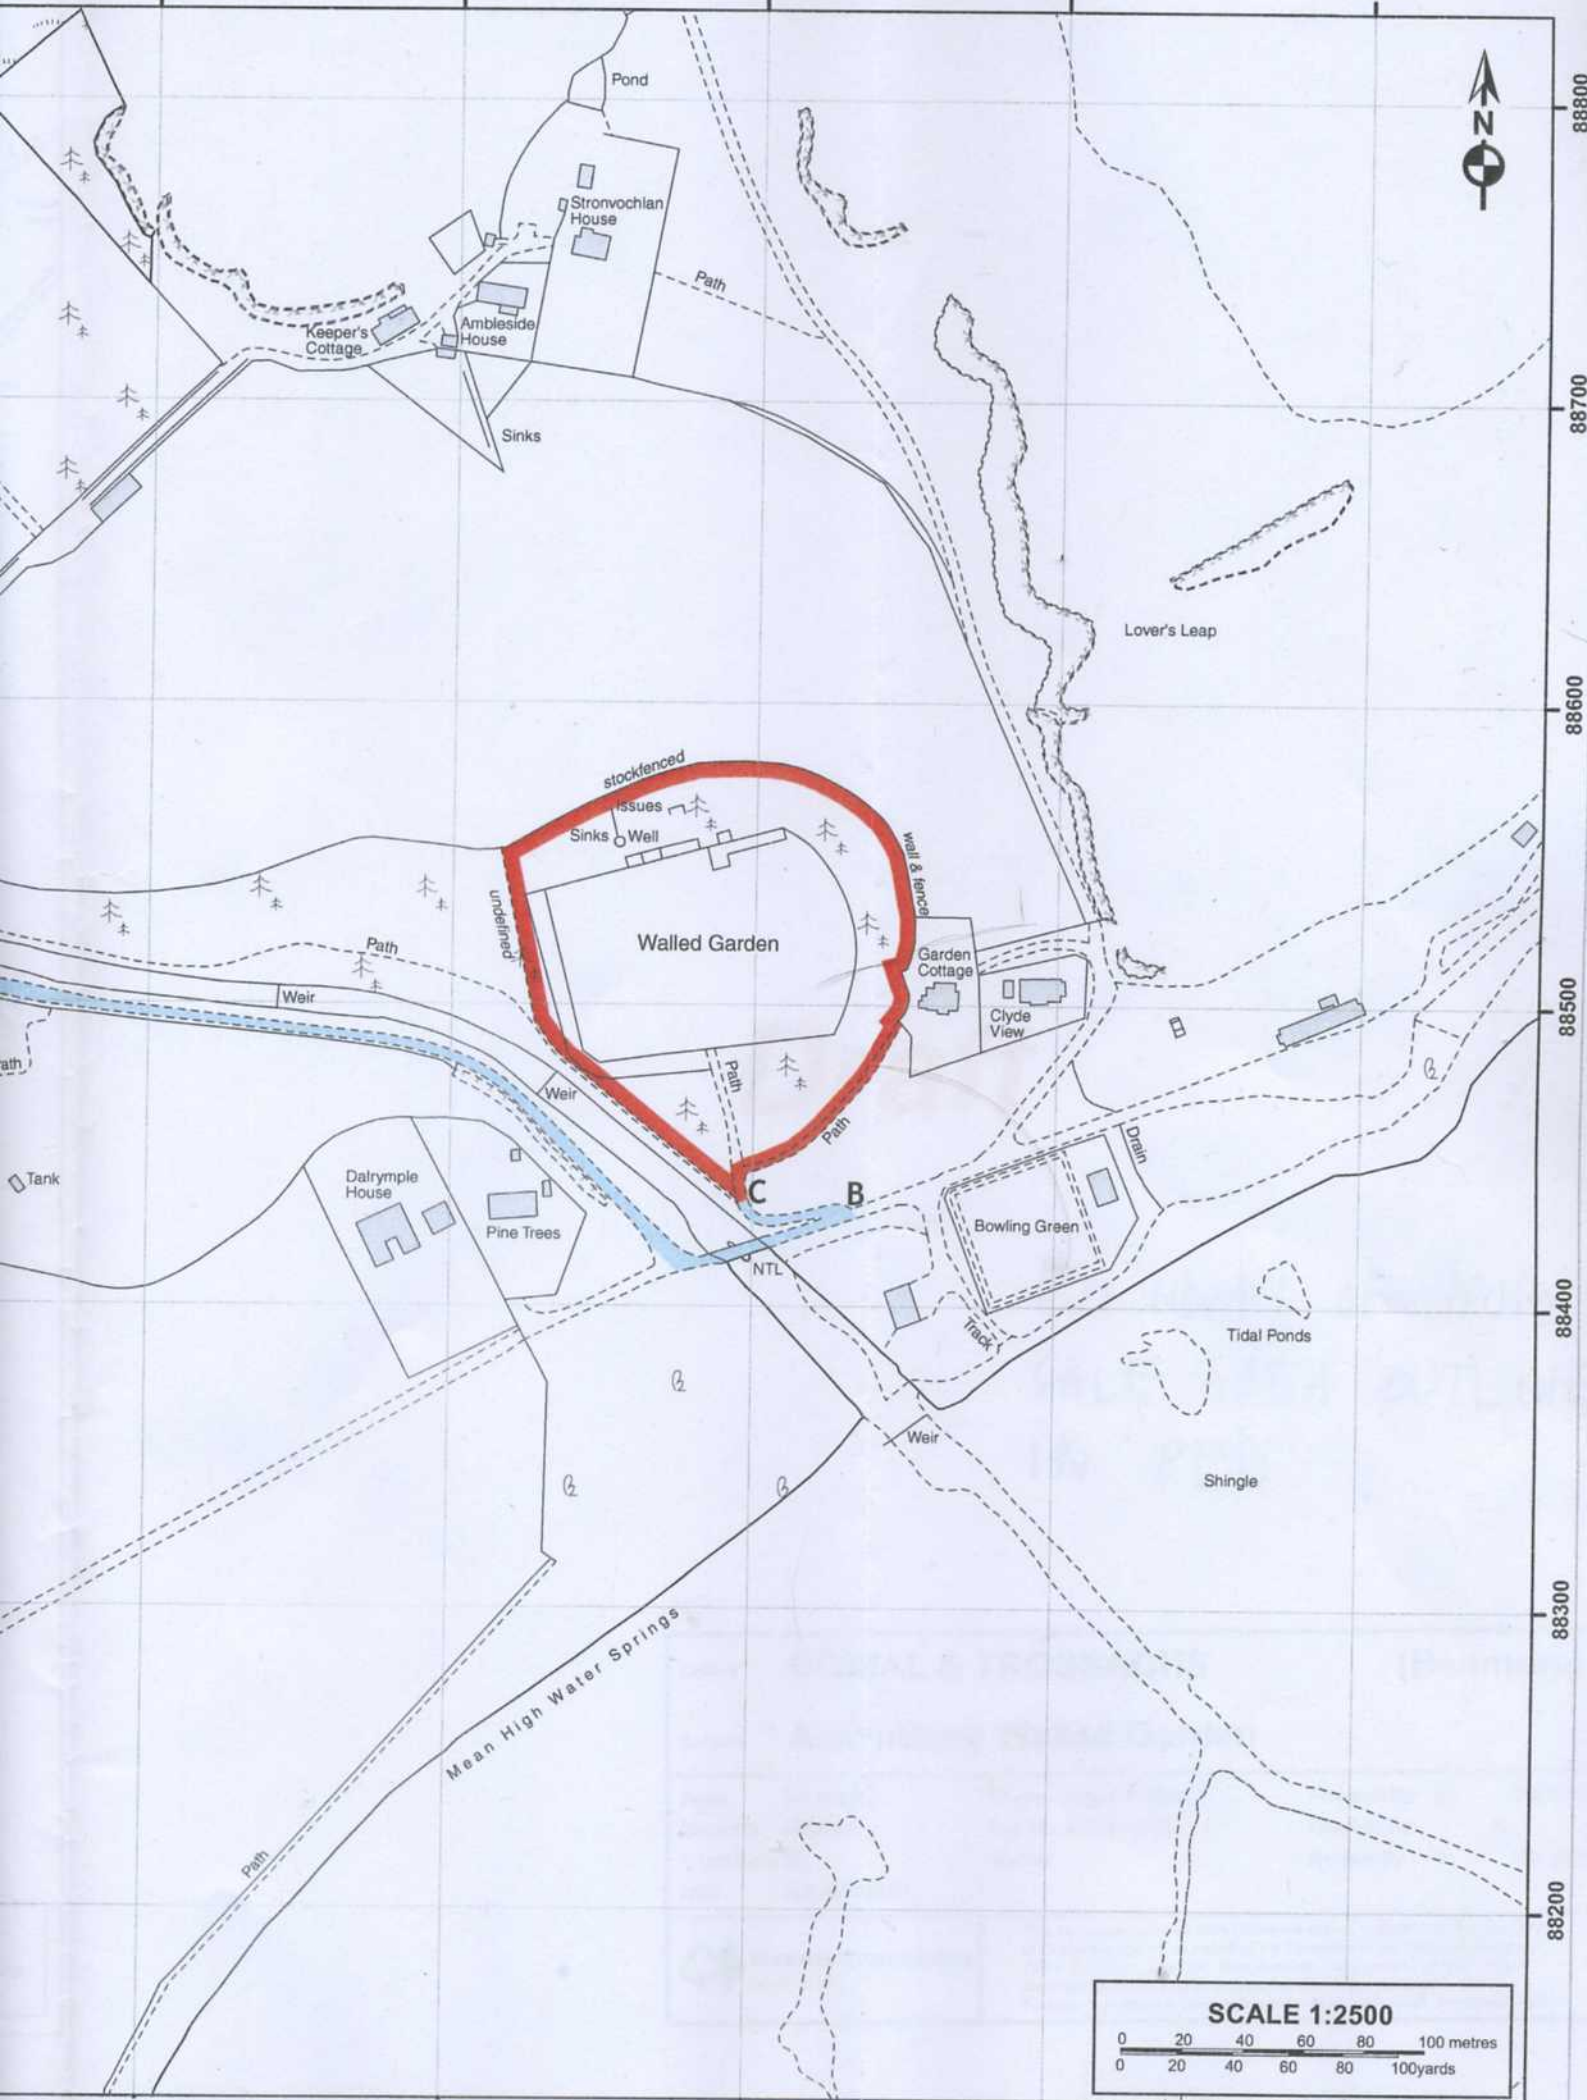 Pond
88800
N
Stronvochlan
House
Path
Keeper's
Cottage
Ambleside
House
88700
Sinks
Lover's Leap
88600
stockfenced
Issues
Sinks
Well
wall & fence
undefined
Walled Garden
Path
Garden
Cottage
Weir
Clyde
View
88500
ath
Path
Weir
Path
Drain
Tank
Dalrymple
House
Pine Trees
C
B
Bowling Green
NTL
88400
Track
Tidal Ponds
Weir
Shingle
88300
Mean High Water Springs
Path
88200
SCALE 1:2500
0 20 40 60 80 100 metres
0 20 40 60 80 100yards